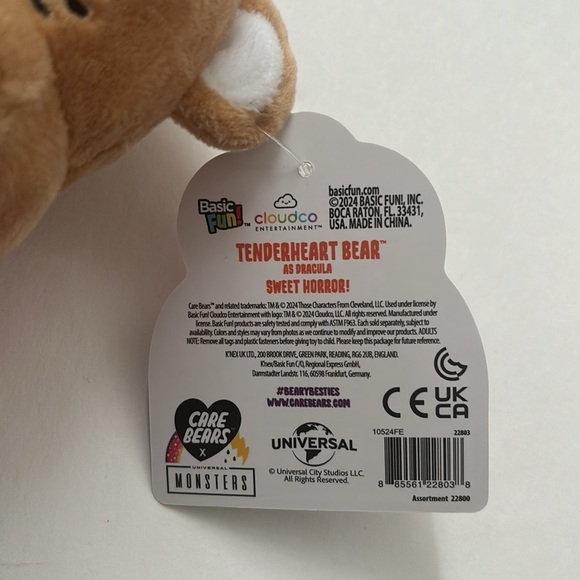 Basic Fun!™
cloudco
ENTERTAINMENT™
basicfun.com
©2024 BASIC FUN!, INC.
BOCA RATON, FL. 33431,
USA. MADE IN CHINA.
TENDERHEART BEAR™
AS DRACULA
SWEET HORROR!
Care Bears™ and related trademarks: TM & © 2024 Those Characters From Cleveland, LLC. Used under license by
Basic Fun! Cloudco Entertainment with logo: TM & © 2024 Cloudco, LLC. All rights reserved. Manufactured under
license. Basic Fun! products are safety tested and comply with ASTM F963. Each sold separately, subject to
availability. Colors and styles may vary from photos as we continue to modify and improve our products. ADULTS
NOTE: Remove all tags and plastic fasteners before giving toy to child. Please keep this package for future reference.
K'NEX UK LTD., 200 BROOK DRIVE, GREEN PARK, READING, RG6 2UB, ENGLAND.
K'nex/Basic Fun C/O, Regional Express GmbH,
Darmstadter Landstr. 116, 60598 Frankfurt, Germany.
#BEARYBESTIES
WWW.CAREBEARS.COM
CE UK
CA
CARE
BEARS
X
UNIVERSAL
MONSTERS
UNIVERSAL
© Universal City Studios LLC.
All Rights Reserved.
10524FE 22803
8 85561 22803 8
Assortment 22800